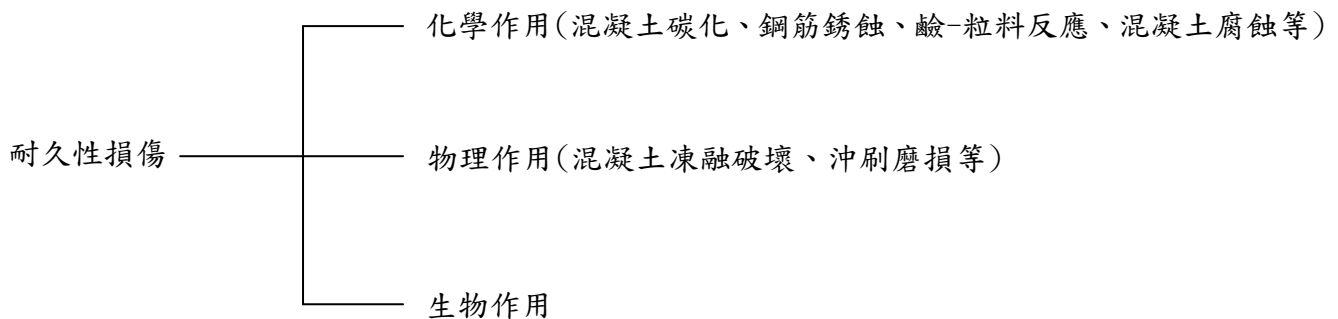 化學作用(混凝土碳化、鋼筋銹蝕、鹼-粒料反應、混凝土腐蝕等)
耐久性損傷
物理作用(混凝土凍融破壞、沖刷磨損等)
生物作用